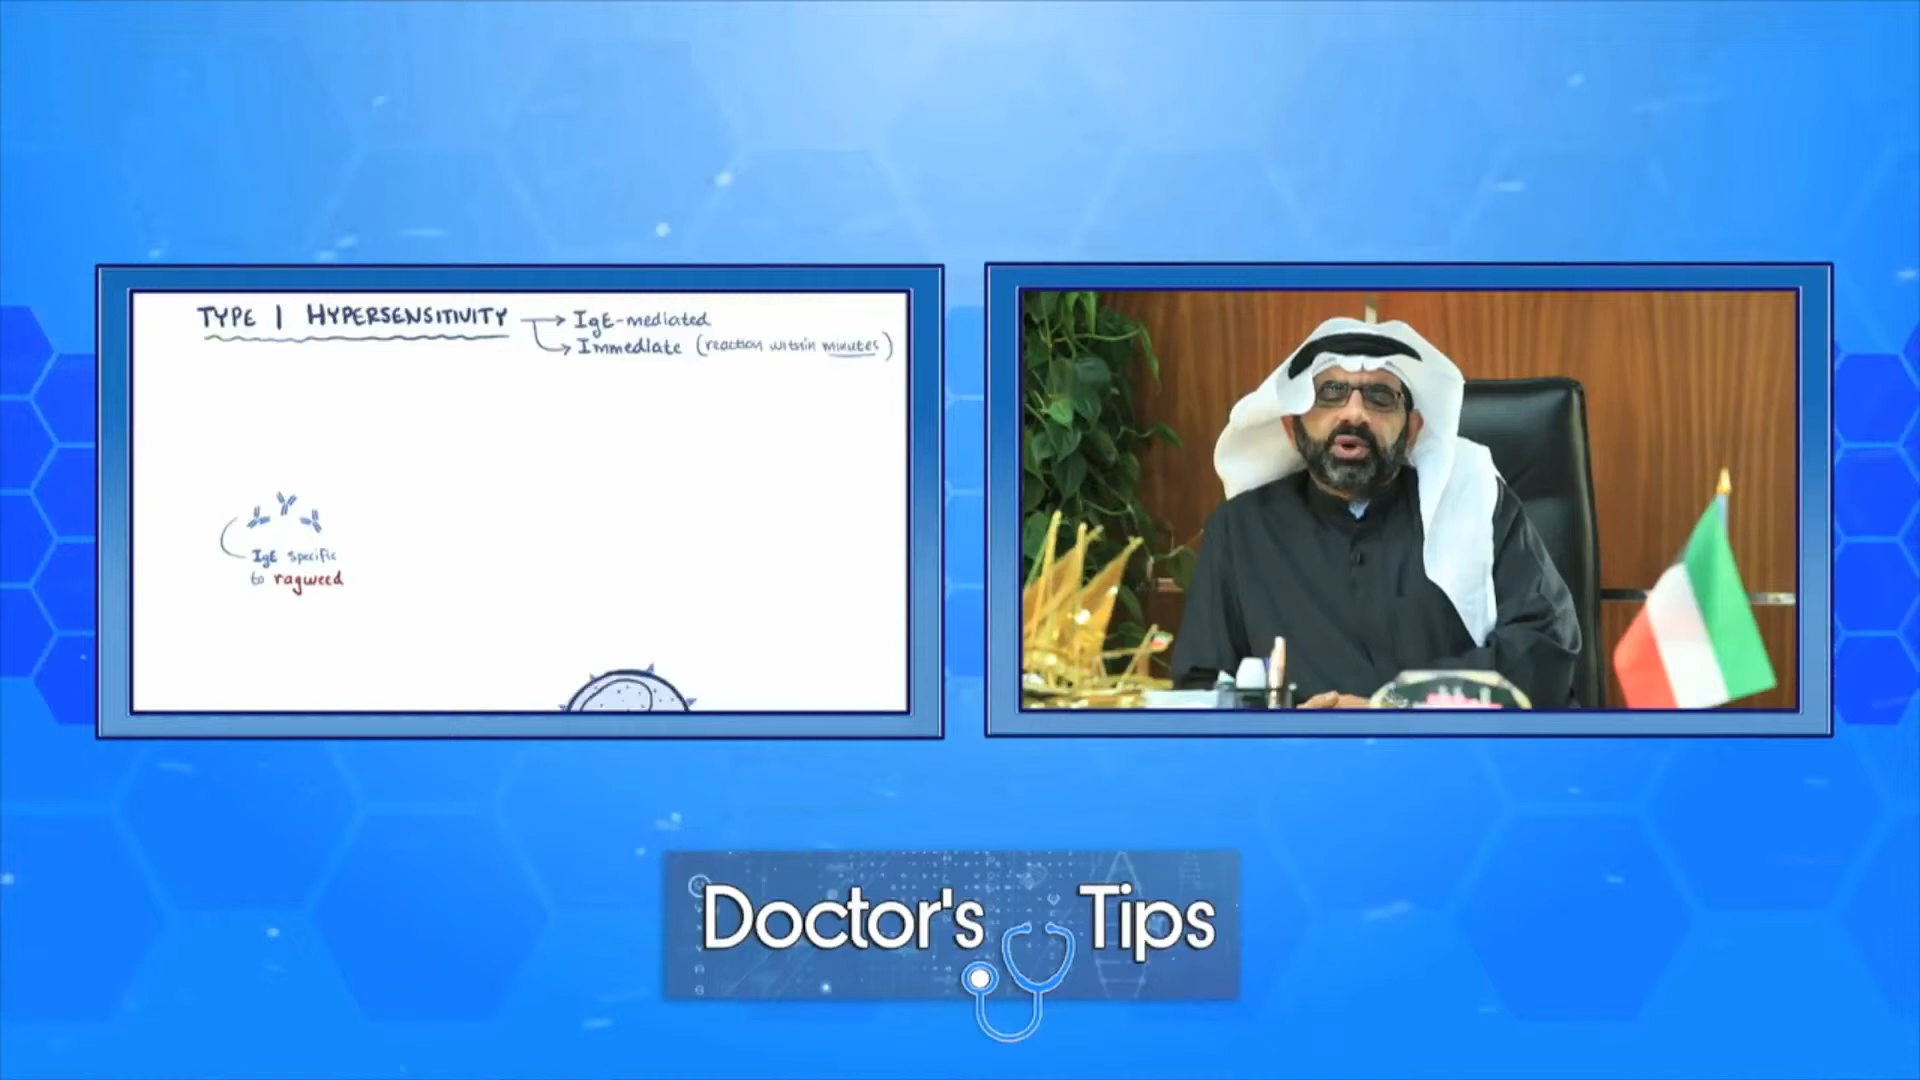 TYPE I HYPERSENSITIVITY
IgE-mediated
Immediate (reaction within minutes)
IgE specific
to ragweed
Doctor's Tips